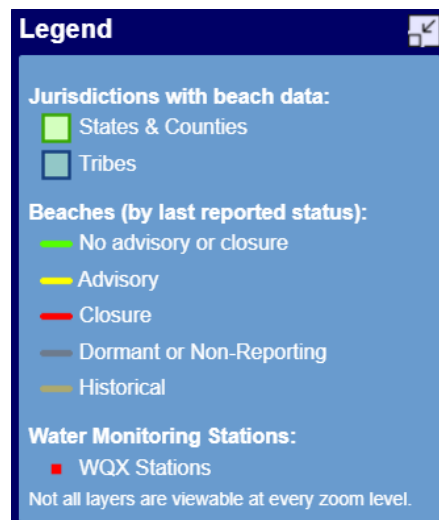 Legend
Jurisdictions with beach data:
States & Counties
Tribes
Beaches (by last reported status):
No advisory or closure
Advisory
Closure
Dormant or Non-Reporting
Historical
Water Monitoring Stations:
WQX Stations
Not all layers are viewable at every zoom level.